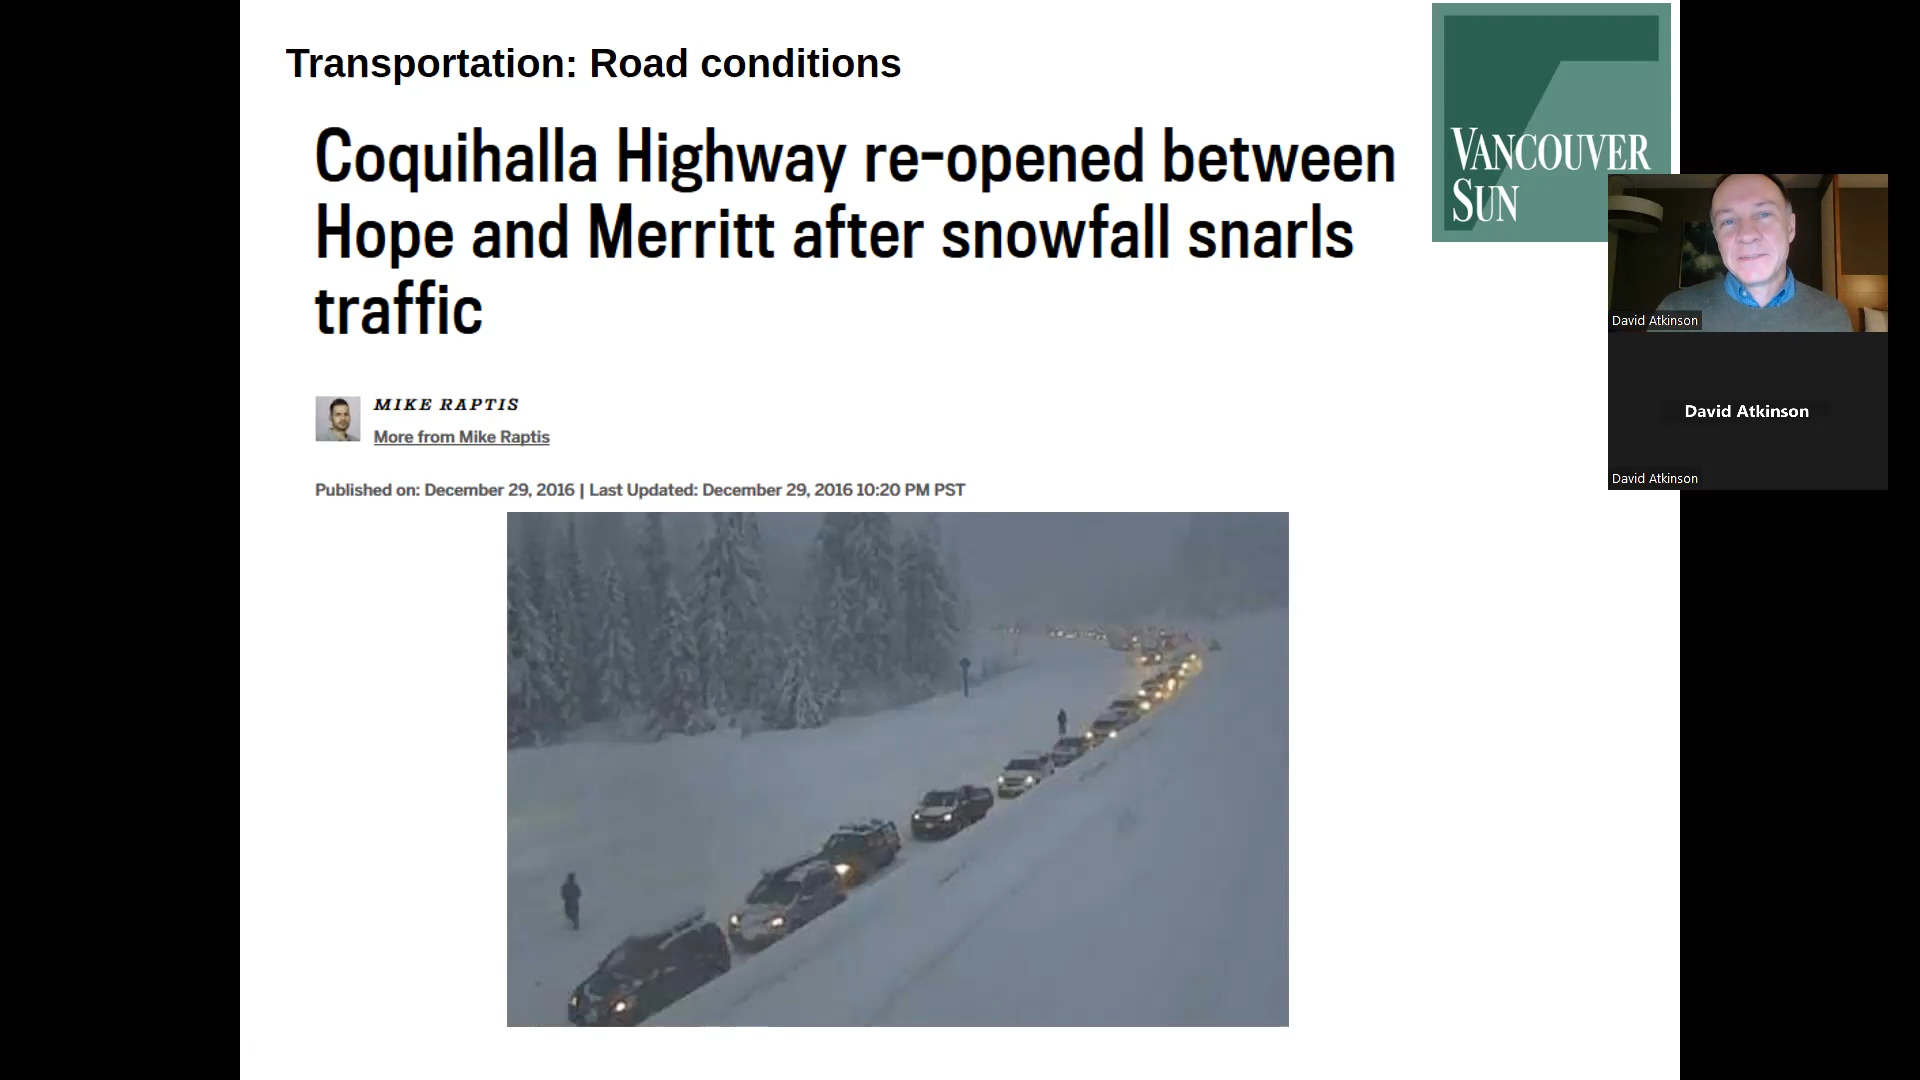 Transportation: Road conditions
Coquihalla Highway re-opened between
Hope and Merritt after snowfall snarls
traffic
VANCOUVER
SUN
MIKE RAPTIS
More from Mike Raptis
Published on: December 29, 2016 | Last Updated: December 29, 2016 10:20 PM PST
David Atkinson
David Atkinson
David Atkinson